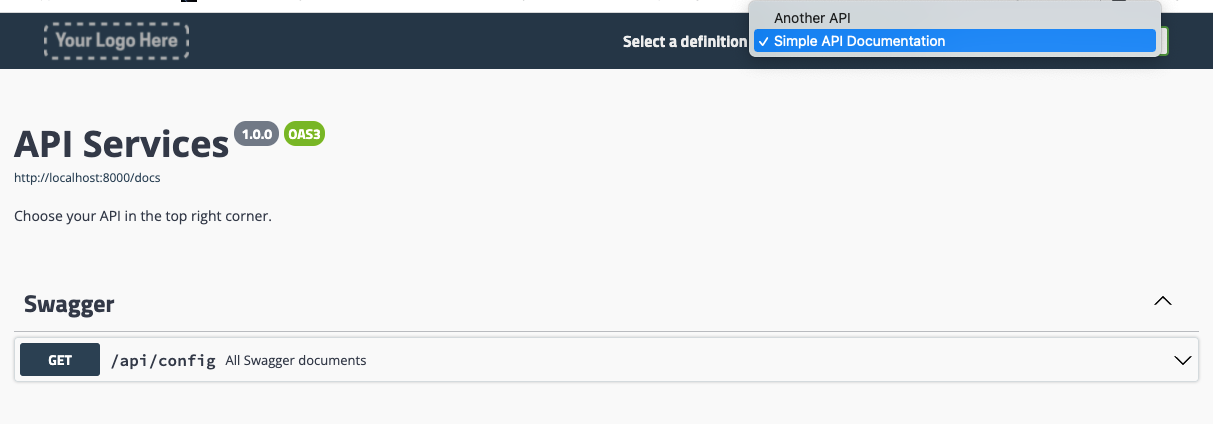 Another API
Your Logo Here
Select a definition
✓ Simple API Documentation
API Services 1.0.0 OAS3
http://localhost:8000/docs
Choose your API in the top right corner.
Swagger
GET /api/config All Swagger documents